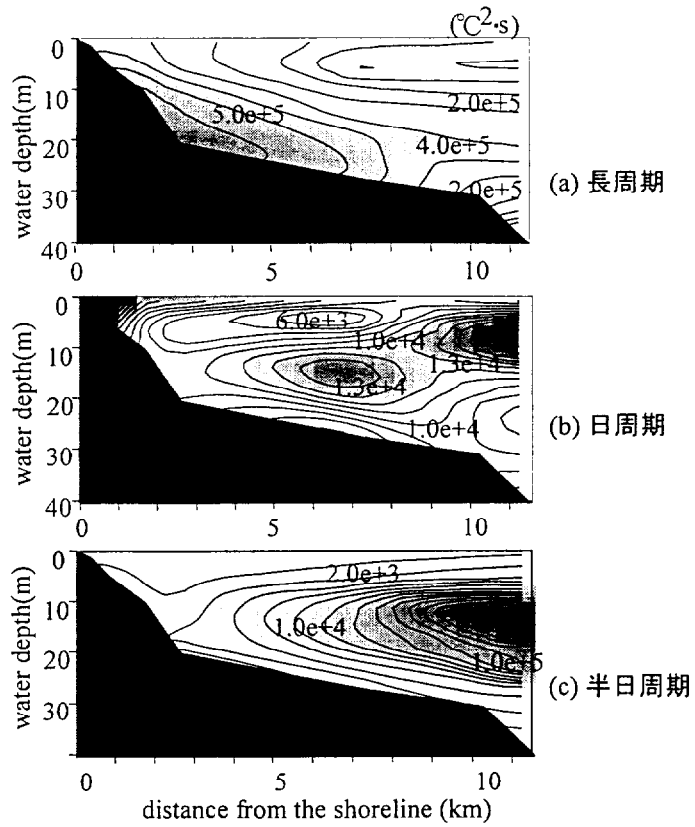 (℃²·s)
0
10
20
30
40
water depth(m)
5.0e+5
2.0e+5
4.0e+5
2.0e+5
0 5 10
(a) 長周期
0
10
20
30
40
water depth(m)
6.0e+3
1.0e+4
1.3e+4
1.3e+4
1.0e+4
0 5 10
(b) 日周期
0
10
20
30
water depth(m)
2.0e+3
1.0e+4
1.0e+5
0 5 10
(c) 半日周期
distance from the shoreline (km)